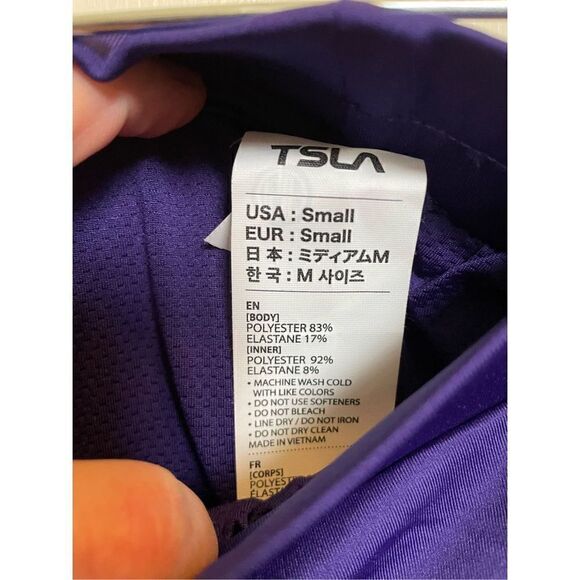 TSLA
USA : Small
EUR : Small
日本 : ミディアムM
한국 : M 사이즈
EN
[BODY]
POLYESTER 83%
ELASTANE 17%
[INNER]
POLYESTER 92%
ELASTANE 8%
• MACHINE WASH COLD
WITH LIKE COLORS
• DO NOT USE SOFTENERS
• DO NOT BLEACH
• LINE DRY / DO NOT IRON
• DO NOT DRY CLEAN
MADE IN VIETNAM
FR
[CORPS]